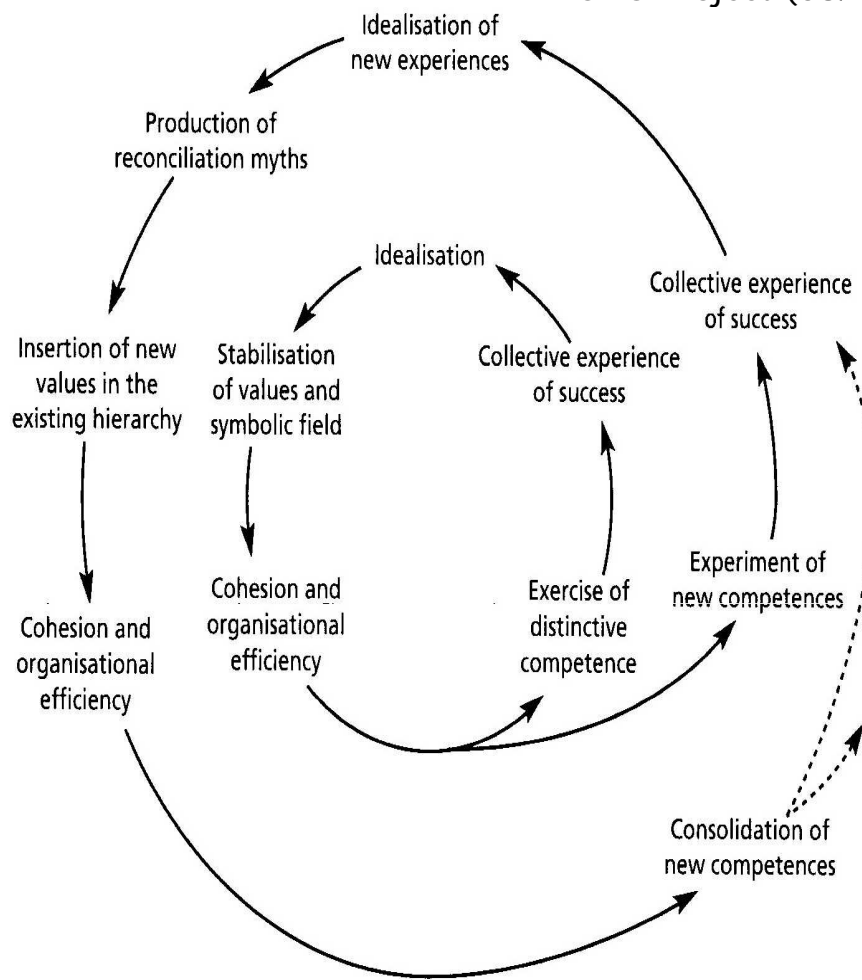 Idealisation of
new experiences
Production of
reconciliation myths
Idealisation
Collective experience
of success
Insertion of new
values in the
existing hierarchy
Stabilisation
of values and
symbolic field
Collective experience
of success
Cohesion and
organisational
efficiency
Cohesion and
organisational
efficiency
Exercise of
distinctive
competence
Experiment of
new competences
Consolidation of
new competences